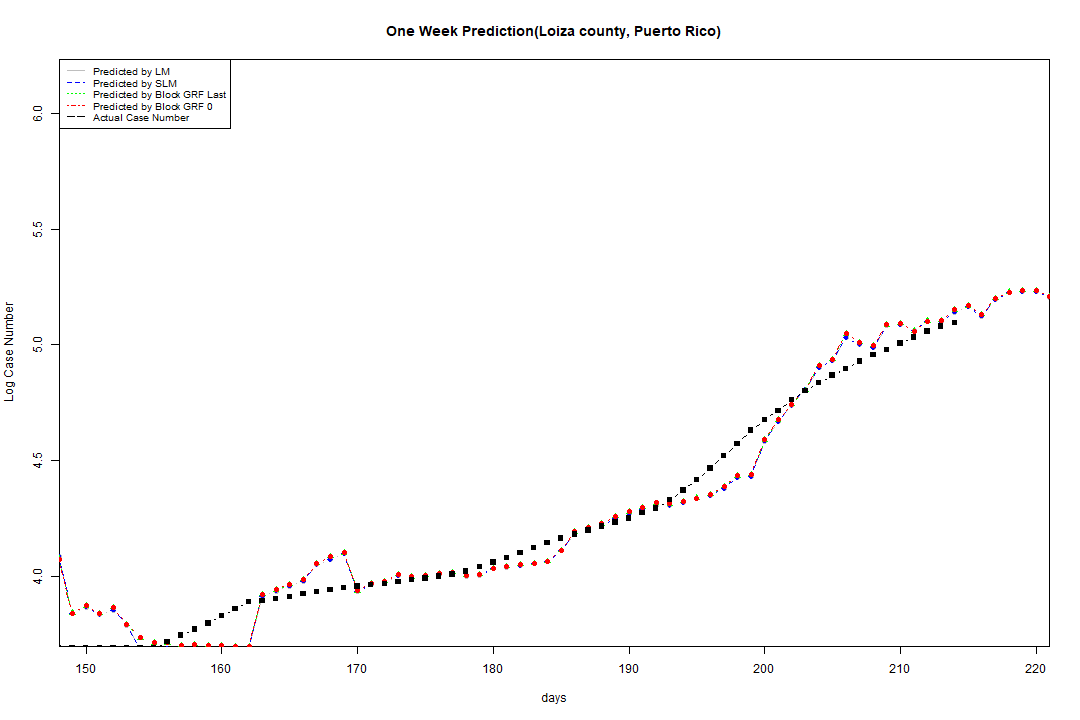 One Week Prediction(Loiza county, Puerto Rico)
Predicted by LM
Predicted by SLM
Predicted by Block GRF Last
Predicted by Block GRF 0
Actual Case Number
Log Case Number
6.0
5.5
5.0
4.5
4.0
150 160 170 180 190 200 210 220
days